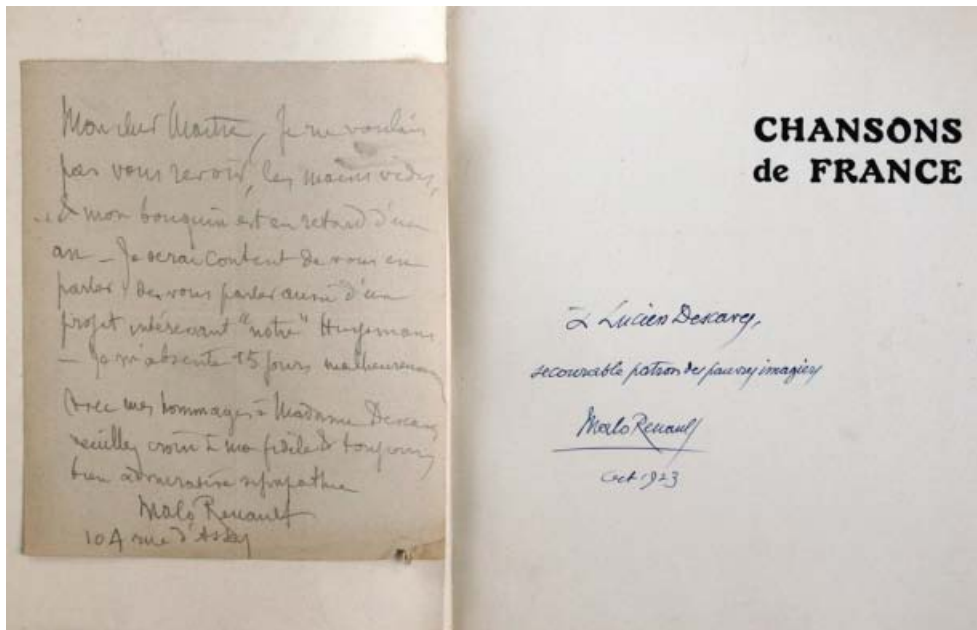 Mon cher Maitre, Je ne voulais
pas vous revoir, les mains vides,
& mon bouquin est en retard d'un
an — Je serai content de vous en
parler, de vous parler aussi d'un
projet intéressant "notre" Huysmans
— Je m'absente 15 jours malheureusement
Avec mes hommages à Madame Descaves
veuillez croire à ma fidèle & toujours
bien admirative sympathie
Malo Renault
10A rue d'Assas
CHANSONS
de FRANCE
à Lucien Descaves,
secourable patron des pauvres imagiers
Malo Renault
Oct 1923